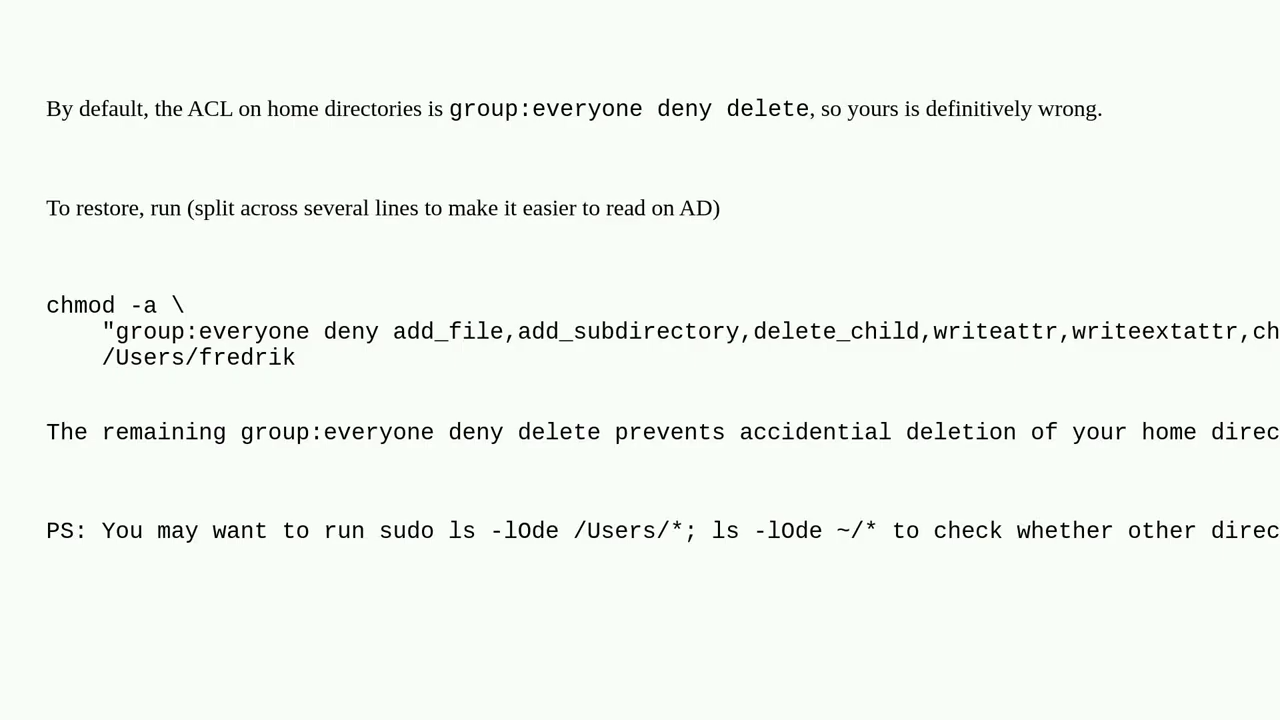 By default, the ACL on home directories is group:everyone deny delete, so yours is definitively wrong.
To restore, run (split across several lines to make it easier to read on AD)
chmod -a \
    "group:everyone deny add_file,add_subdirectory,delete_child,writeattr,writeextattr,ch
    /Users/fredrik
The remaining group:everyone deny delete prevents accidential deletion of your home direc
PS: You may want to run sudo ls -lOde /Users/*; ls -lOde ~/* to check whether other direc